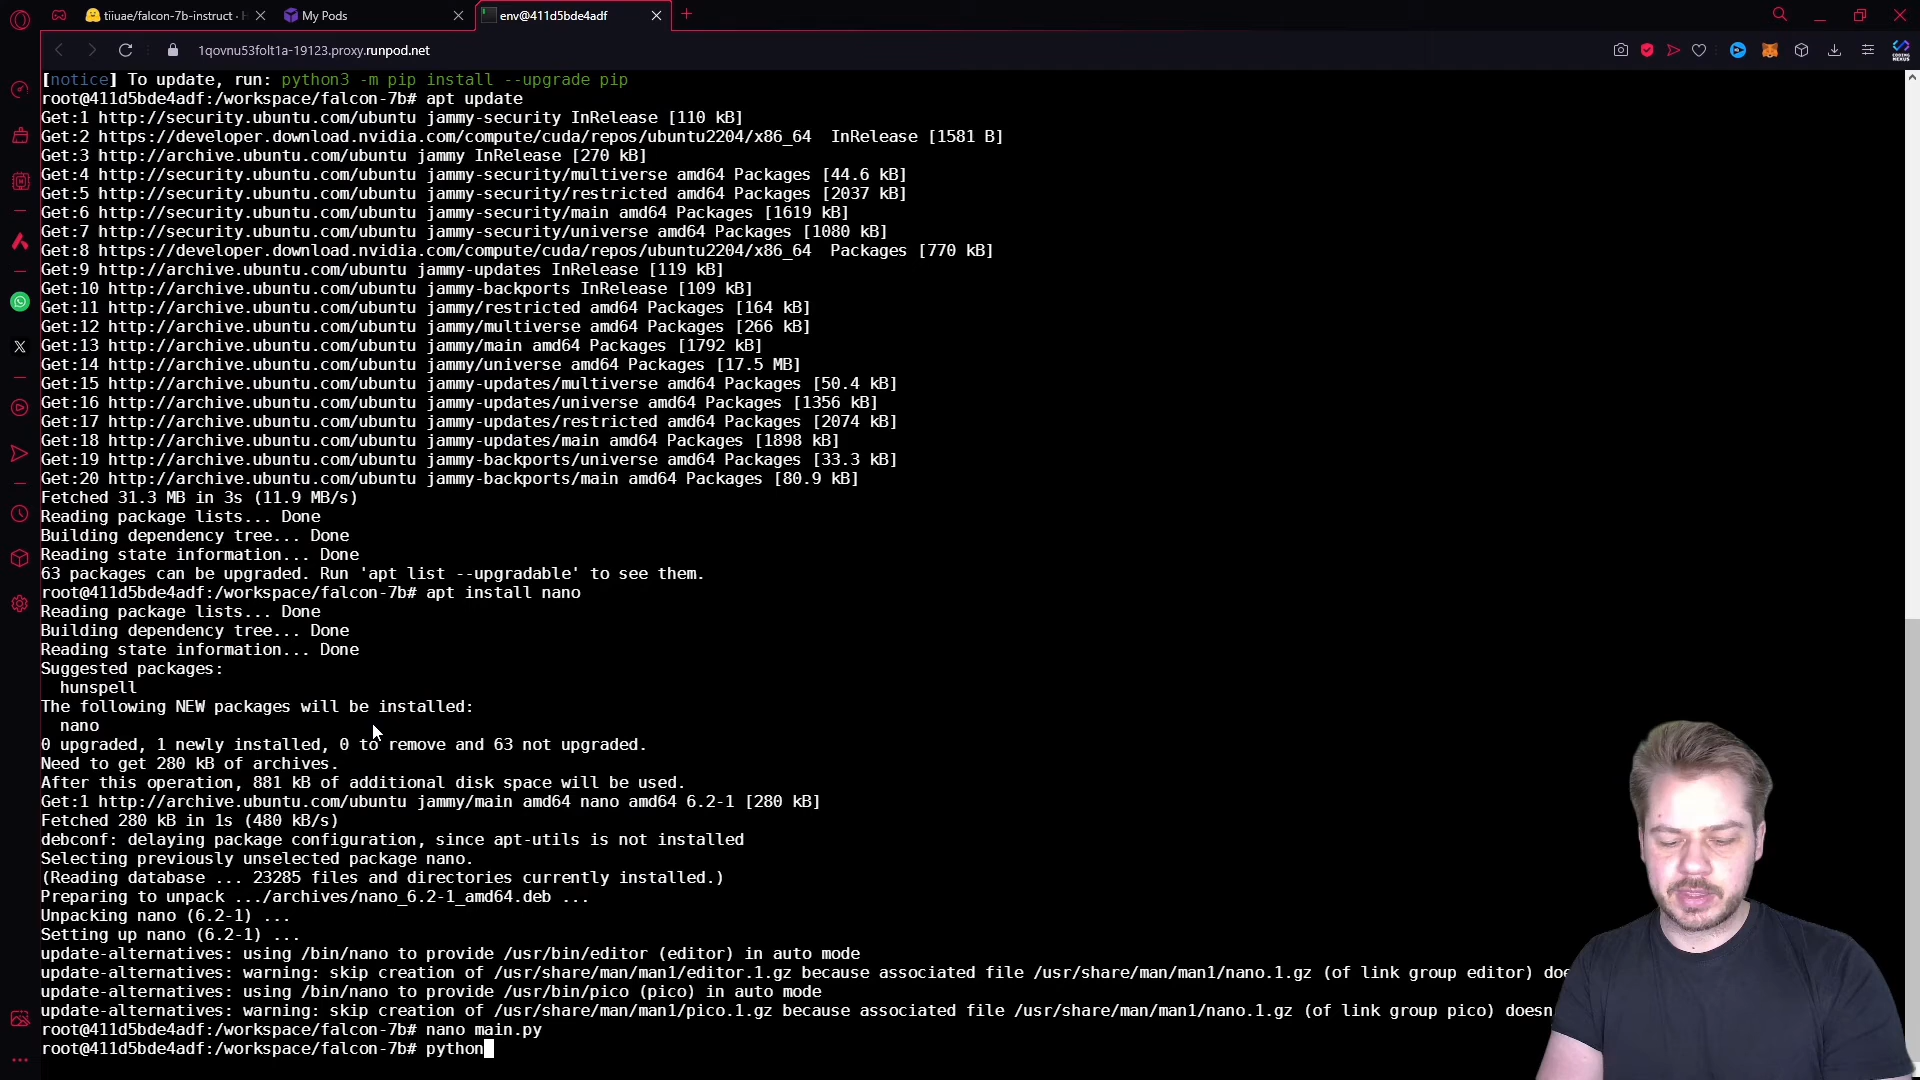 tiiuae/falcon-7b-instruct ·
My Pods
env@411d5bde4adf
1qovnu53folt1a-19123.proxy.runpod.net
[notice] To update, run: python3 -m pip install --upgrade pip
root@411d5bde4adf:/workspace/falcon-7b# apt update
Get:1 http://security.ubuntu.com/ubuntu jammy-security InRelease [110 kB]
Get:2 https://developer.download.nvidia.com/compute/cuda/repos/ubuntu2204/x86_64  InRelease [1581 B]
Get:3 http://archive.ubuntu.com/ubuntu jammy InRelease [270 kB]
Get:4 http://security.ubuntu.com/ubuntu jammy-security/multiverse amd64 Packages [44.6 kB]
Get:5 http://security.ubuntu.com/ubuntu jammy-security/restricted amd64 Packages [2037 kB]
Get:6 http://security.ubuntu.com/ubuntu jammy-security/main amd64 Packages [1619 kB]
Get:7 http://security.ubuntu.com/ubuntu jammy-security/universe amd64 Packages [1080 kB]
Get:8 https://developer.download.nvidia.com/compute/cuda/repos/ubuntu2204/x86_64  Packages [770 kB]
Get:9 http://archive.ubuntu.com/ubuntu jammy-updates InRelease [119 kB]
Get:10 http://archive.ubuntu.com/ubuntu jammy-backports InRelease [109 kB]
Get:11 http://archive.ubuntu.com/ubuntu jammy/restricted amd64 Packages [164 kB]
Get:12 http://archive.ubuntu.com/ubuntu jammy/multiverse amd64 Packages [266 kB]
Get:13 http://archive.ubuntu.com/ubuntu jammy/main amd64 Packages [1792 kB]
Get:14 http://archive.ubuntu.com/ubuntu jammy/universe amd64 Packages [17.5 MB]
Get:15 http://archive.ubuntu.com/ubuntu jammy-updates/multiverse amd64 Packages [50.4 kB]
Get:16 http://archive.ubuntu.com/ubuntu jammy-updates/universe amd64 Packages [1356 kB]
Get:17 http://archive.ubuntu.com/ubuntu jammy-updates/restricted amd64 Packages [2074 kB]
Get:18 http://archive.ubuntu.com/ubuntu jammy-updates/main amd64 Packages [1898 kB]
Get:19 http://archive.ubuntu.com/ubuntu jammy-backports/universe amd64 Packages [33.3 kB]
Get:20 http://archive.ubuntu.com/ubuntu jammy-backports/main amd64 Packages [80.9 kB]
Fetched 31.3 MB in 3s (11.9 MB/s)
Reading package lists... Done
Building dependency tree... Done
Reading state information... Done
63 packages can be upgraded. Run 'apt list --upgradable' to see them.
root@411d5bde4adf:/workspace/falcon-7b# apt install nano
Reading package lists... Done
Building dependency tree... Done
Reading state information... Done
Suggested packages:
  hunspell
The following NEW packages will be installed:
  nano
0 upgraded, 1 newly installed, 0 to remove and 63 not upgraded.
Need to get 280 kB of archives.
After this operation, 881 kB of additional disk space will be used.
Get:1 http://archive.ubuntu.com/ubuntu jammy/main amd64 nano amd64 6.2-1 [280 kB]
Fetched 280 kB in 1s (480 kB/s)
debconf: delaying package configuration, since apt-utils is not installed
Selecting previously unselected package nano.
(Reading database ... 23285 files and directories currently installed.)
Preparing to unpack .../archives/nano_6.2-1_amd64.deb ...
Unpacking nano (6.2-1) ...
Setting up nano (6.2-1) ...
update-alternatives: using /bin/nano to provide /usr/bin/editor (editor) in auto mode
update-alternatives: warning: skip creation of /usr/share/man/man1/editor.1.gz because associated file /usr/share/man/man1/nano.1.gz (of link group editor) doe
update-alternatives: using /bin/nano to provide /usr/bin/pico (pico) in auto mode
update-alternatives: warning: skip creation of /usr/share/man/man1/pico.1.gz because associated file /usr/share/man/man1/nano.1.gz (of link group pico) doesn
root@411d5bde4adf:/workspace/falcon-7b# nano main.py
root@411d5bde4adf:/workspace/falcon-7b# python